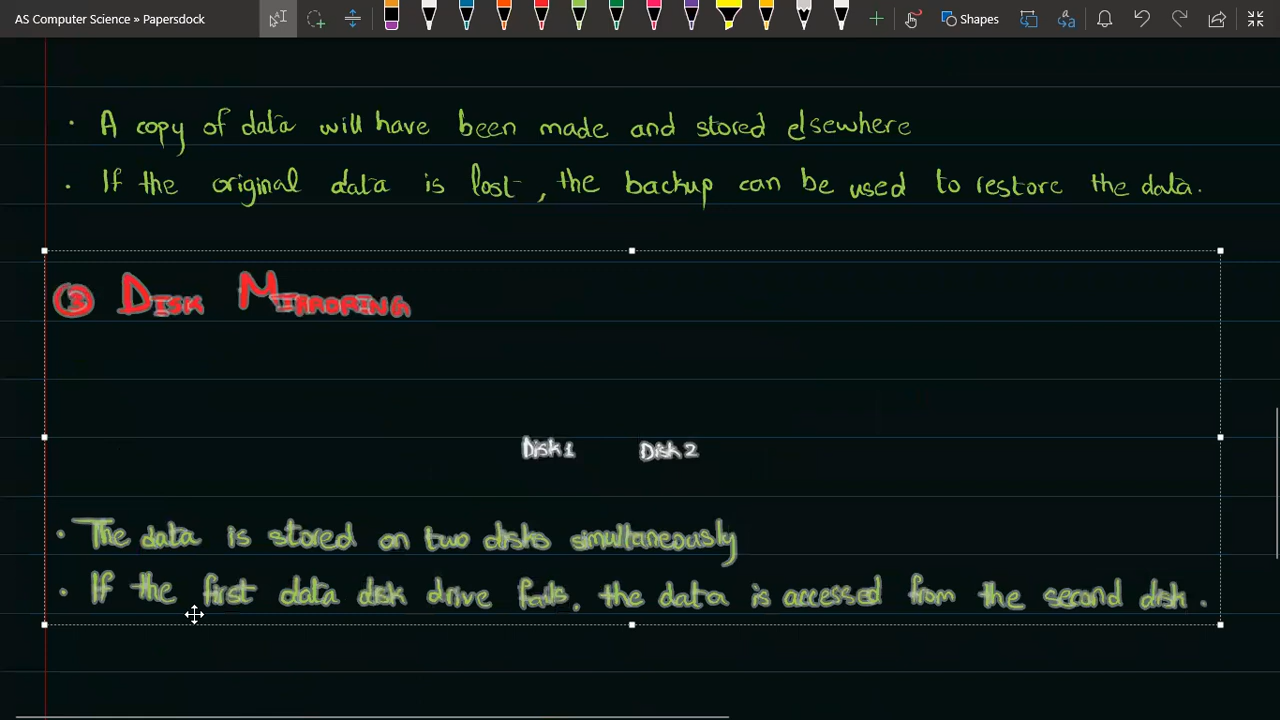 AS Computer Science » Papersdock
Shapes
· A copy of data will have been made and stored elsewhere
· If the original data is lost, the backup can be used to restore the data.
③ DISK MIRRORING
Disk 1 Disk 2
· The data is stored on two disks simultaneously
· If the first data disk drive fails, the data is accessed from the second disk.